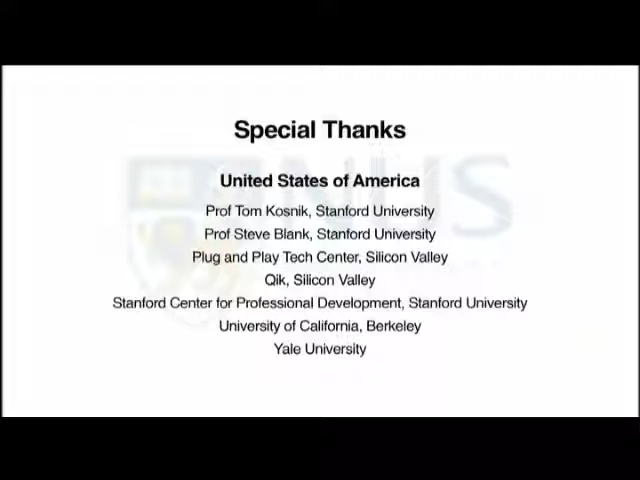 Special Thanks
United States of America
Prof Tom Kosnik, Stanford University
Prof Steve Blank, Stanford University
Plug and Play Tech Center, Silicon Valley
Qik, Silicon Valley
Stanford Center for Professional Development, Stanford University
University of California, Berkeley
Yale University
NUS